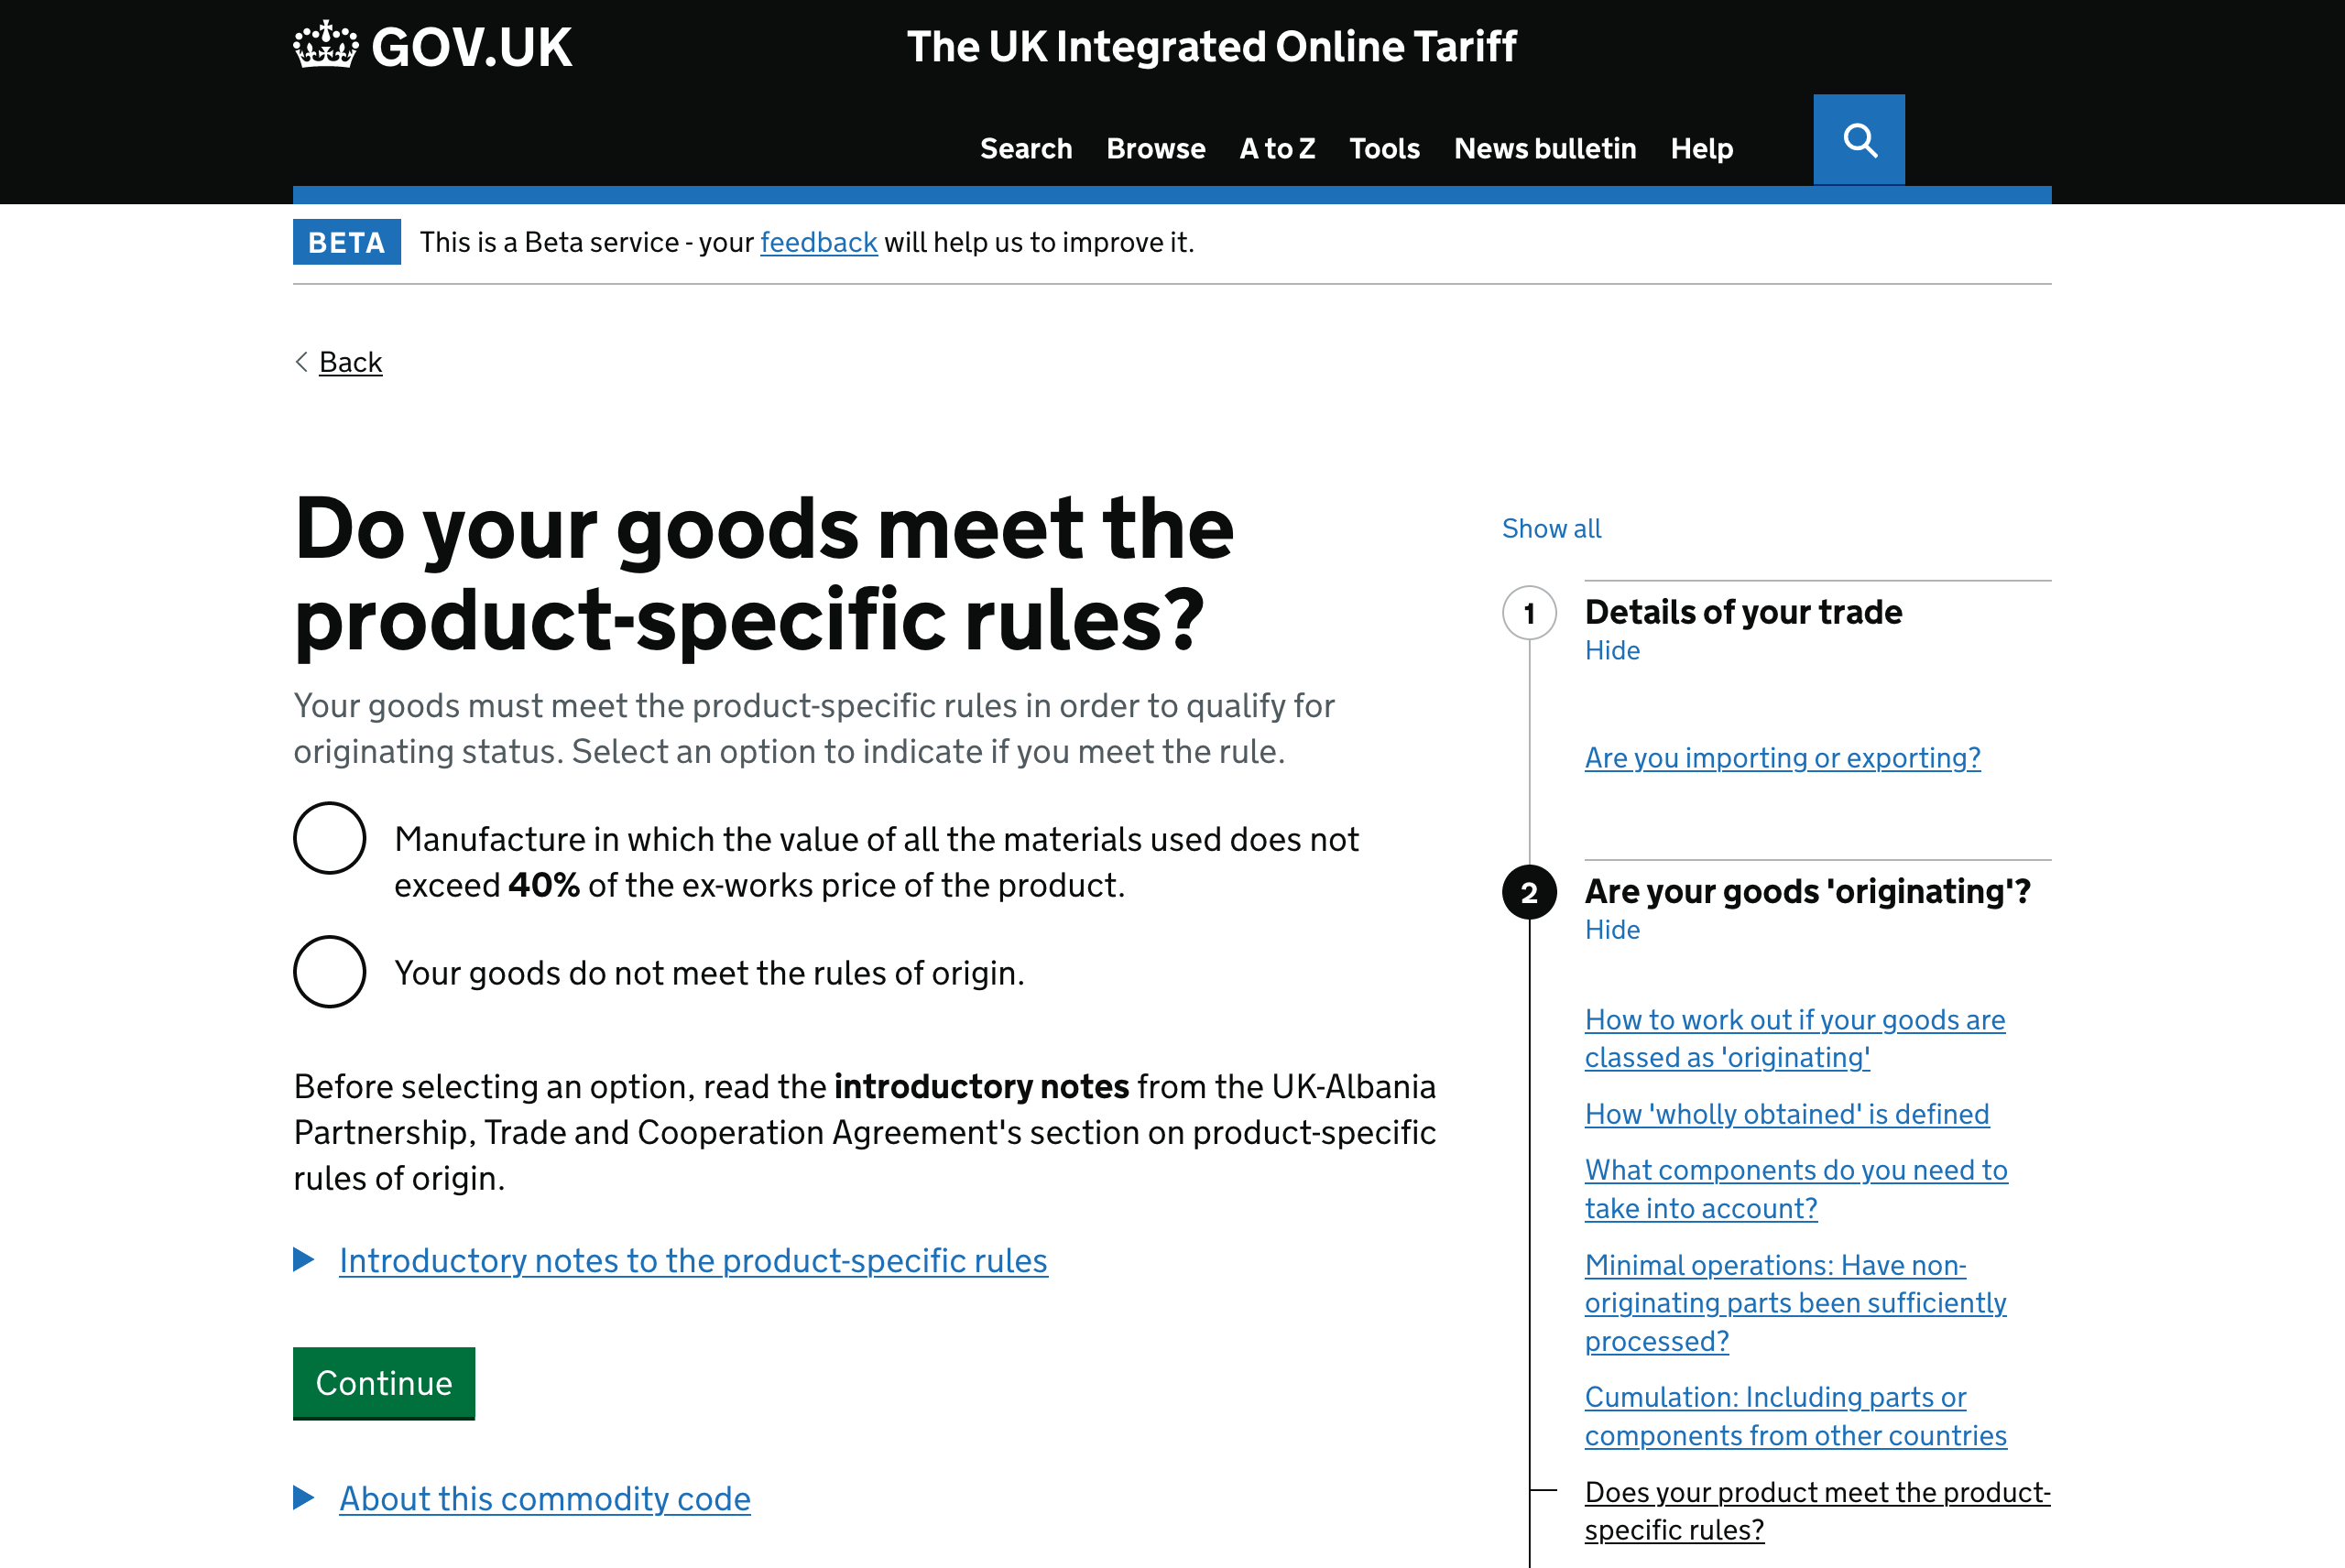 GOV.UK
The UK Integrated Online Tariff
Search Browse A to Z Tools News bulletin Help
BETA This is a Beta service - your feedback will help us to improve it.
Back
Do your goods meet the
product-specific rules?
Your goods must meet the product-specific rules in order to qualify for
originating status. Select an option to indicate if you meet the rule.
Manufacture in which the value of all the materials used does not
exceed 40% of the ex-works price of the product.
Your goods do not meet the rules of origin.
Before selecting an option, read the introductory notes from the UK-Albania
Partnership, Trade and Cooperation Agreement's section on product-specific
rules of origin.
Introductory notes to the product-specific rules
Continue
About this commodity code
Show all
1 Details of your trade
Hide
Are you importing or exporting?
2 Are your goods 'originating'?
Hide
How to work out if your goods are
classed as 'originating'
How 'wholly obtained' is defined
What components do you need to
take into account?
Minimal operations: Have non-
originating parts been sufficiently
processed?
Cumulation: Including parts or
components from other countries
Does your product meet the product-
specific rules?